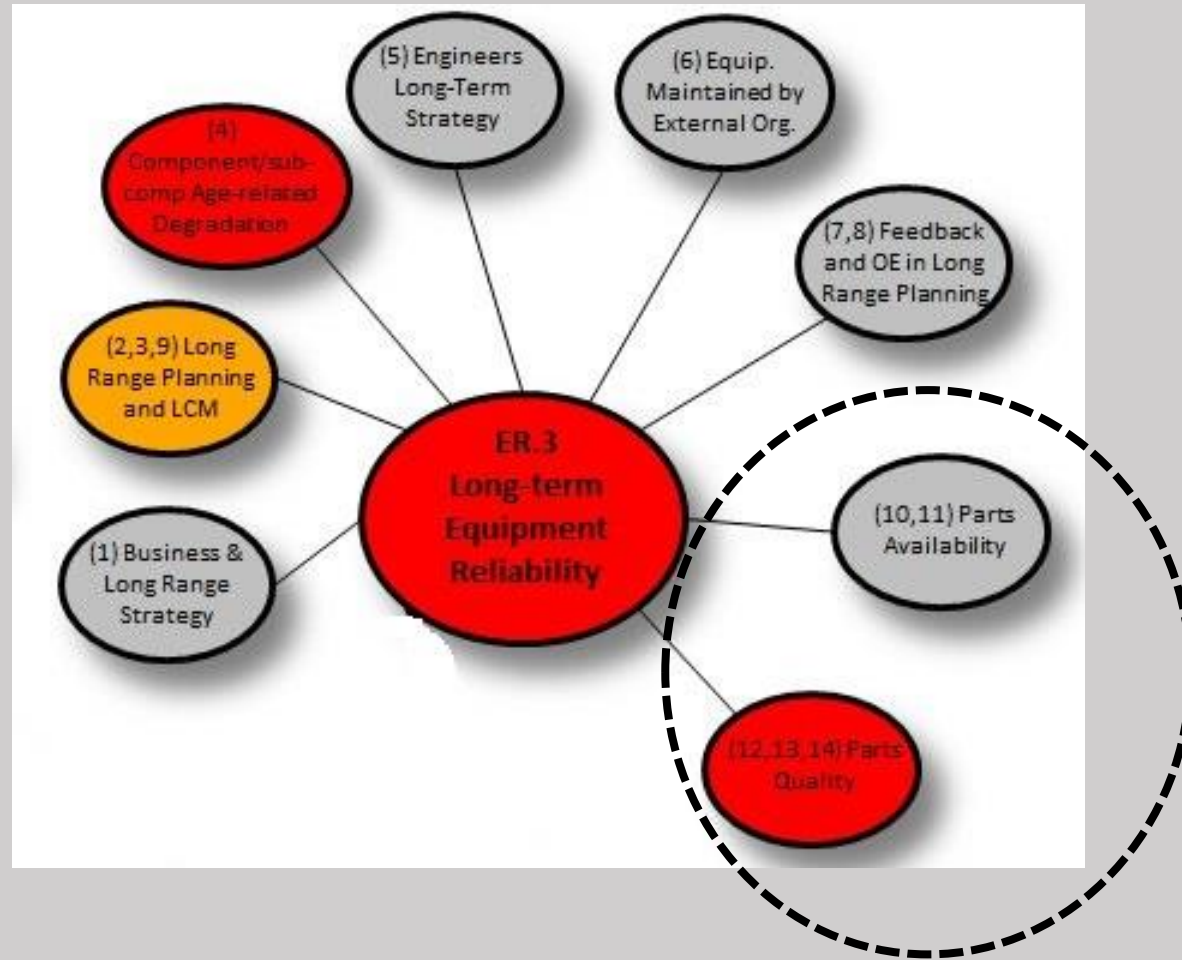 (5) Engineers
Long-Term
Strategy
(6) Equip.
Maintained by
External Org.
(4)
Component/sub-
comp Age-related
Degradation
(7,8) Feedback
and OE in Long
Range Planning
(2,3,9) Long
Range Planning
and LCM
ER.3
Long-term
Equipment
Reliability
(10,11) Parts
Availability
(1) Business &
Long Range
Strategy
(12,13,14) Parts
Quality